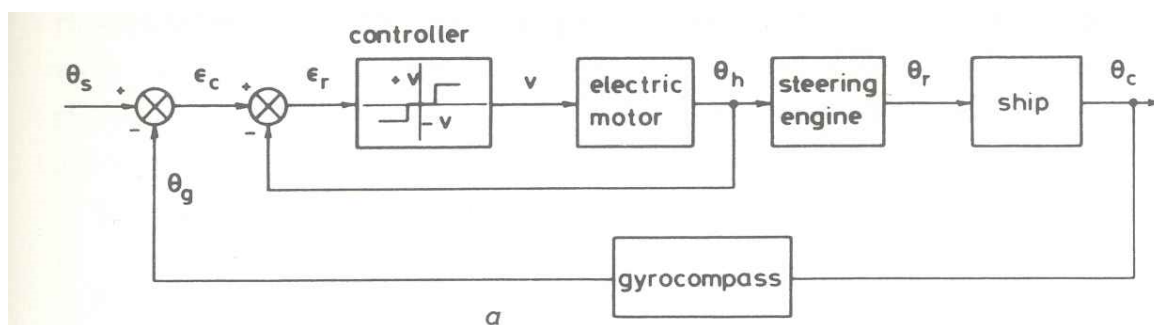 controller
θs + − εc + − εr + v − v v electric motor θh steering engine θr ship θc
θg
gyrocompass
a